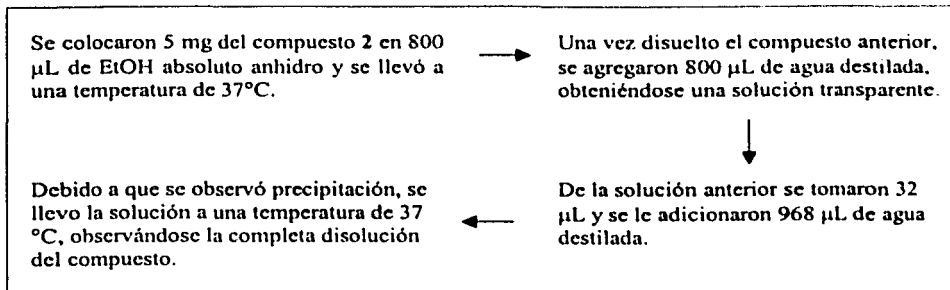 Se colocaron 5 mg del compuesto 2 en 800
µL de EtOH absoluto anhidro y se llevó a
una temperatura de 37°C.
Una vez disuelto el compuesto anterior,
se agregaron 800 µL de agua destilada,
obteniéndose una solución transparente.
De la solución anterior se tomaron 32
µL y se le adicionaron 968 µL de agua
destilada.
Debido a que se observó precipitación, se
llevo la solución a una temperatura de 37
°C, observándose la completa disolución
del compuesto.